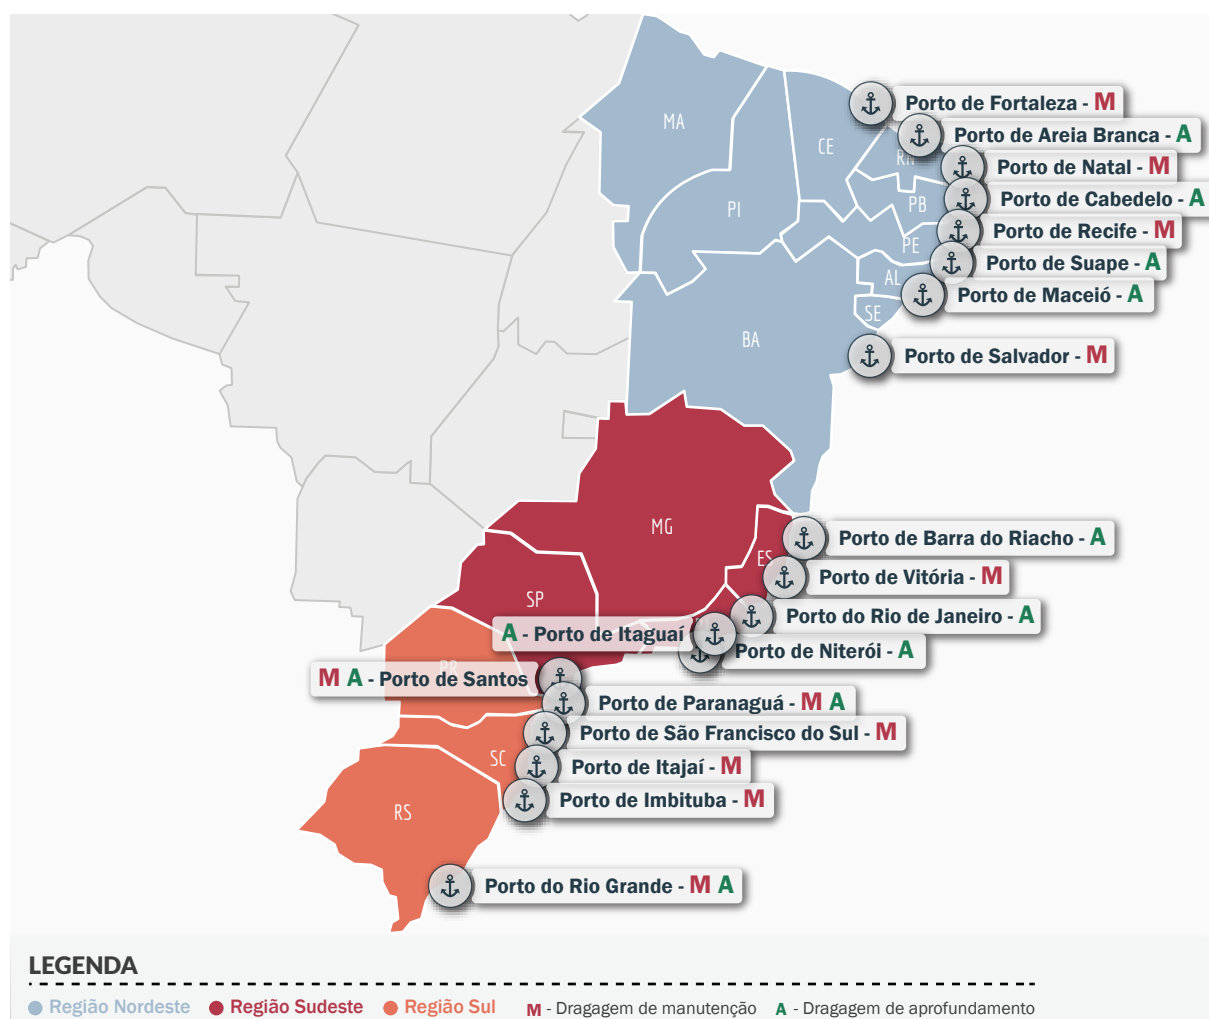 MA
PI
CE
RN
PB
PE
AL
SE
BA
MG
ES
SP
PR
SC
RS
Porto de Fortaleza - M
Porto de Areia Branca - A
Porto de Natal - M
Porto de Cabedelo - A
Porto de Recife - M
Porto de Suape - A
Porto de Maceió - A
Porto de Salvador - M
Porto de Barra do Riacho - A
Porto de Vitória - M
Porto do Rio de Janeiro - A
A - Porto de Itaguaí
Porto de Niterói - A
M A - Porto de Santos
Porto de Paranaguá - M A
Porto de São Francisco do Sul - M
Porto de Itajaí - M
Porto de Imbituba - M
Porto do Rio Grande - M A
LEGENDA
Região Nordeste Região Sudeste Região Sul M - Dragagem de manutenção A - Dragagem de aprofundamento